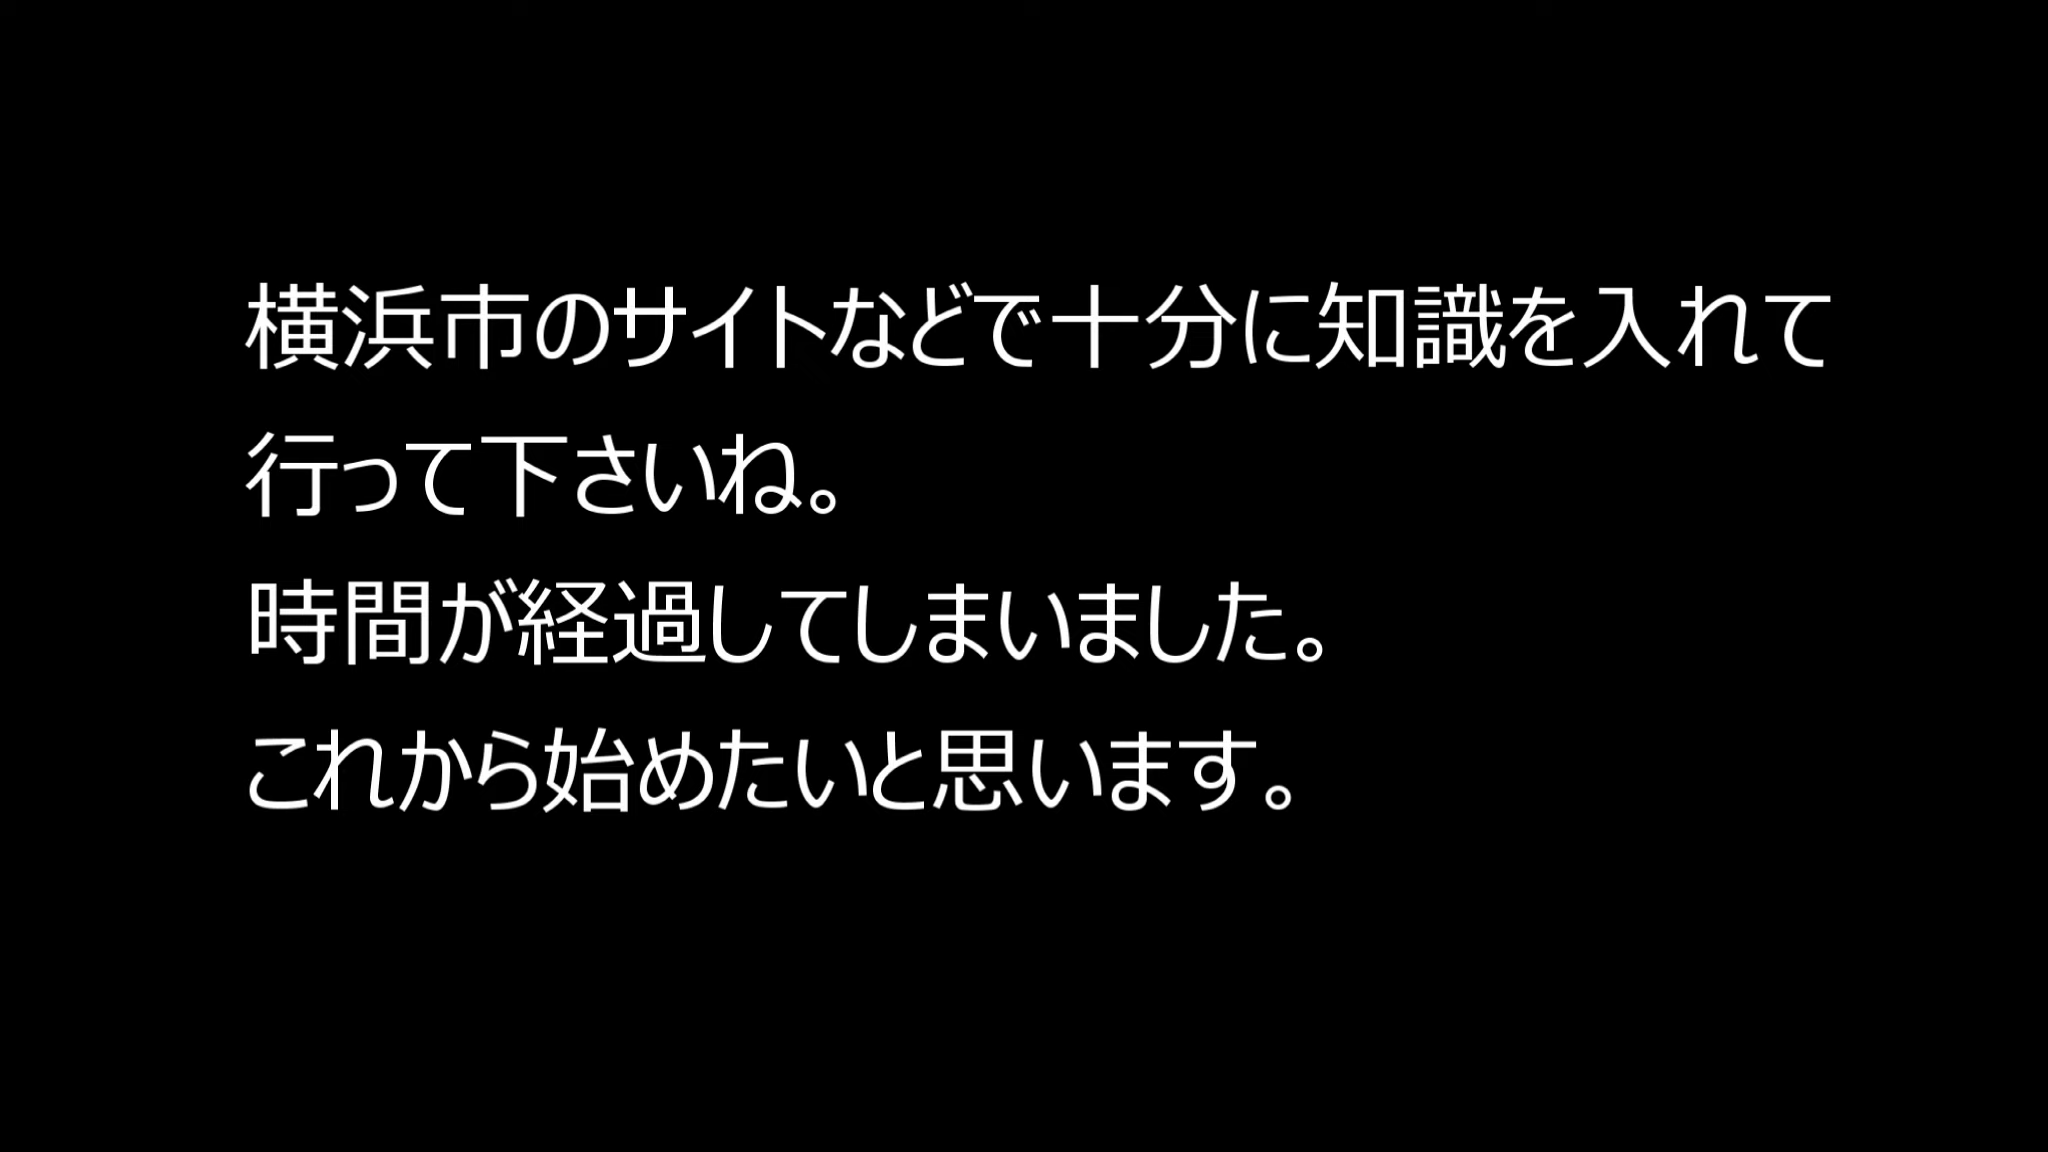 横浜市のサイトなどで十分に知識を入れて
行って下さいね。
時間が経過してしまいました。
これから始めたいと思います。